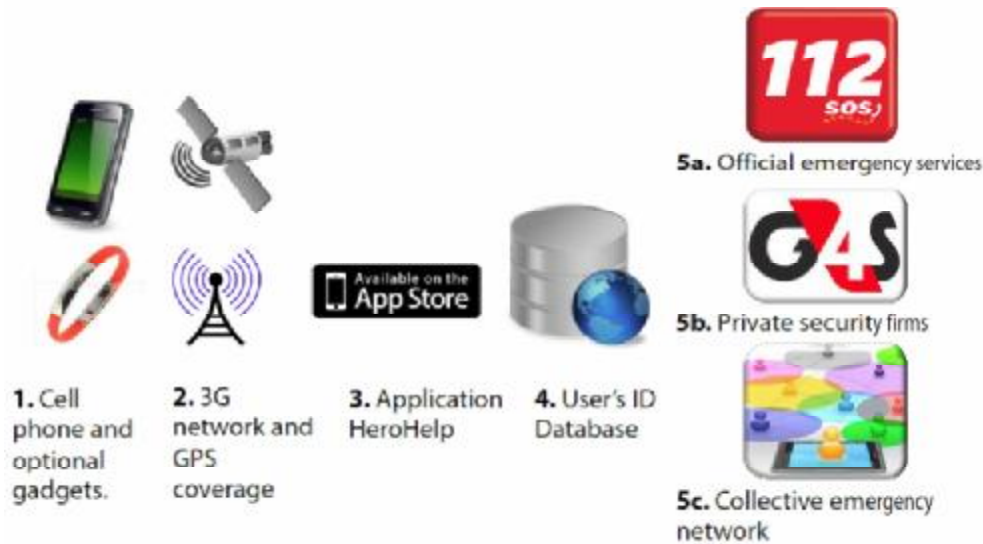 112
SOS
5a. Official emergency services
G4S
5b. Private security firms
Available on the
App Store
1. Cell
phone and
optional
gadgets.
2. 3G
network and
GPS
coverage
3. Application
HeroHelp
4. User's ID
Database
5c. Collective emergency
network